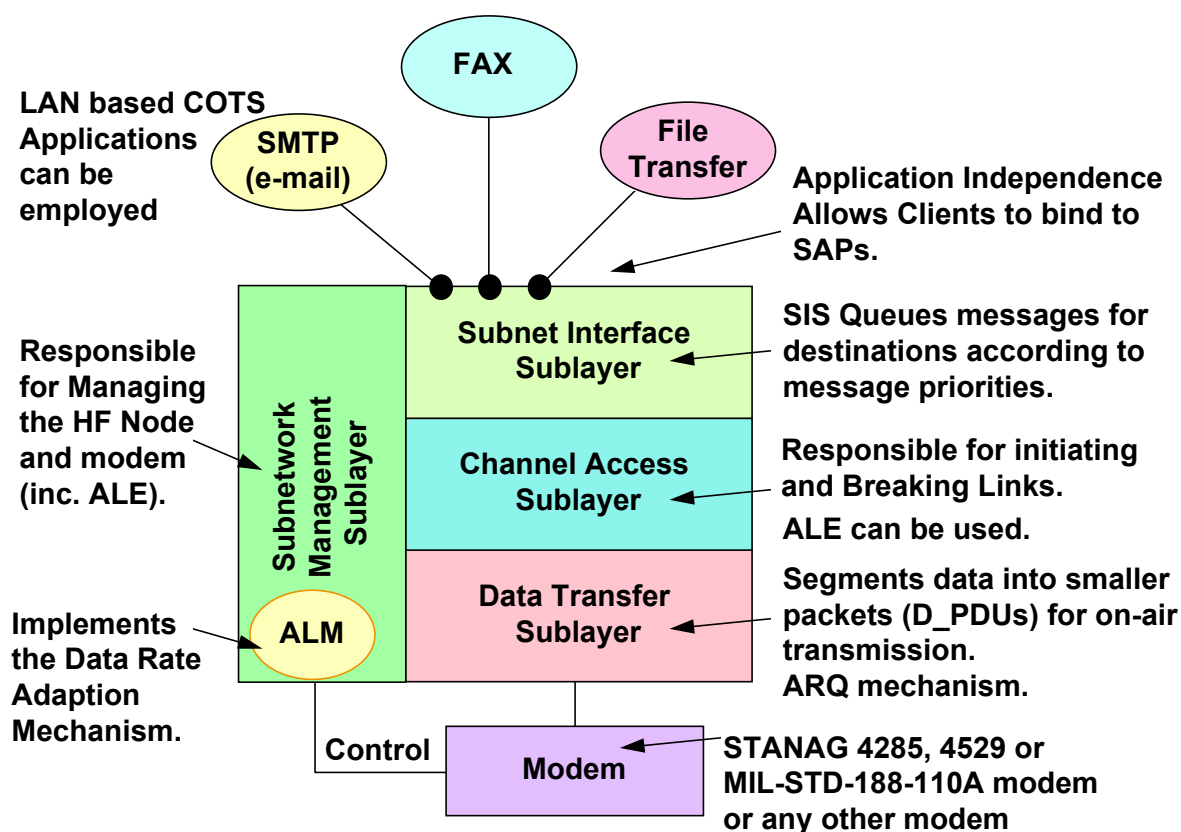 FAX
LAN based COTS
Applications
can be
employed
SMTP
(e-mail)
File
Transfer
Application Independence
Allows Clients to bind to
SAPs.
Subnet Interface
Sublayer
SIS Queues messages for
destinations according to
message priorities.
Responsible
for Managing
the HF Node
and modem
(inc. ALE).
Subnetwork
Management
Sublayer
Channel Access
Sublayer
Responsible for initiating
and Breaking Links.
ALE can be used.
Data Transfer
Sublayer
Segments data into smaller
packets (D_PDUs) for on-air
transmission.
ARQ mechanism.
Implements
the Data Rate
Adaption
Mechanism.
ALM
Control
Modem
STANAG 4285, 4529 or
MIL-STD-188-110A modem
or any other modem